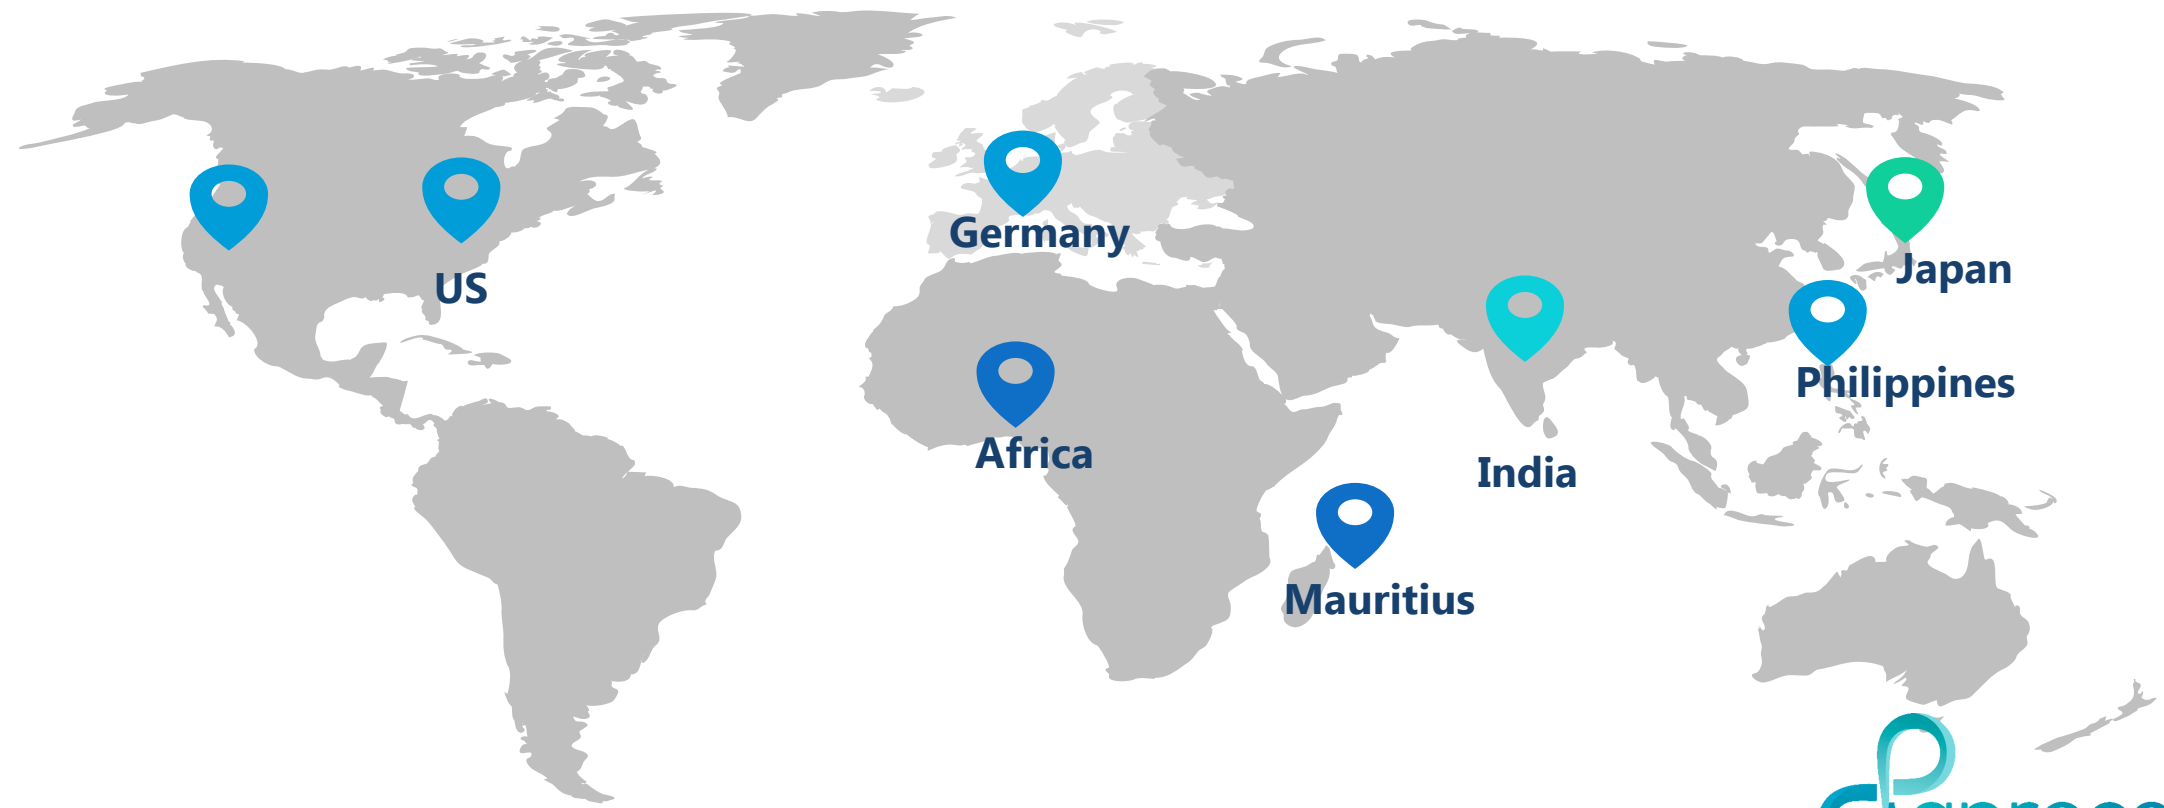 Germany
US
Japan
Philippines
Africa
India
Mauritius